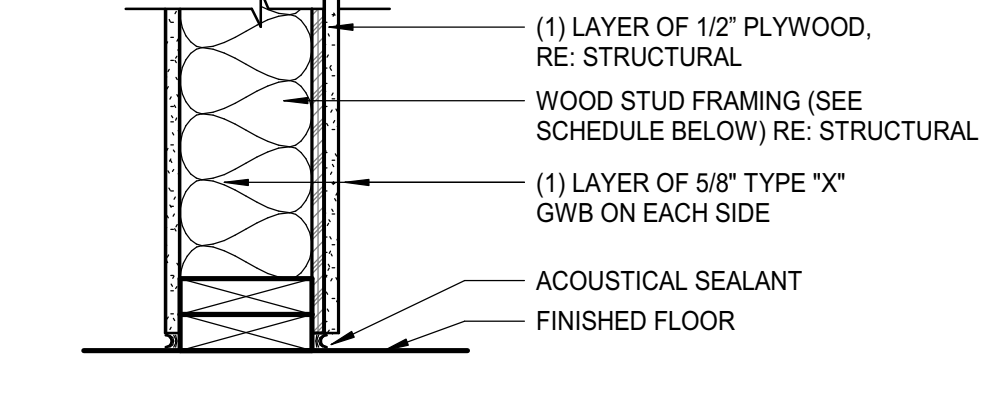 (1) LAYER OF 1/2” PLYWOOD,
RE: STRUCTURAL
WOOD STUD FRAMING (SEE
SCHEDULE BELOW) RE: STRUCTURAL
(1) LAYER OF 5/8" TYPE "X"
GWB ON EACH SIDE
ACOUSTICAL SEALANT
FINISHED FLOOR